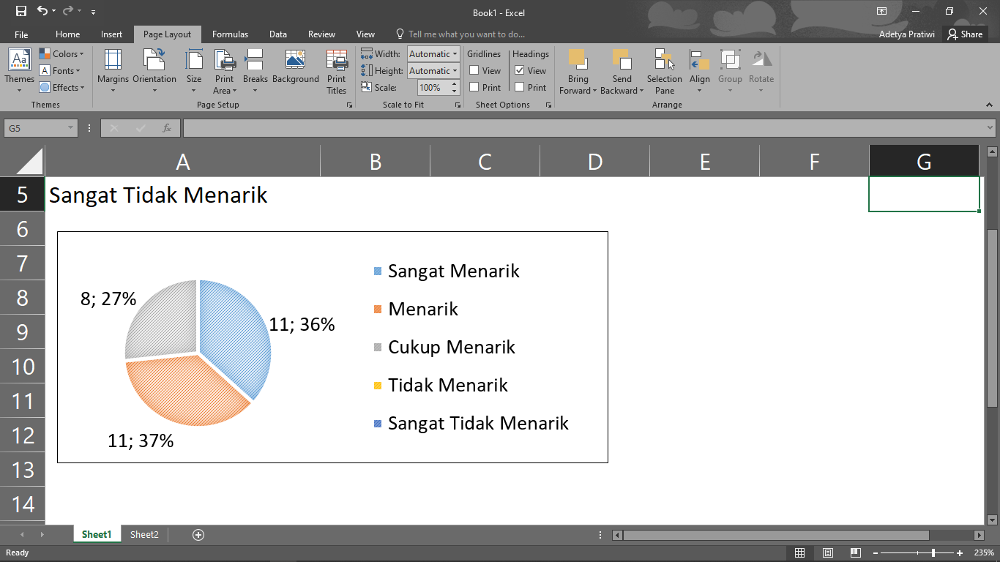 Book1 - Excel
File Home Insert Page Layout Formulas Data Review View Tell me what you want to do... Adetya Pratiwi Share
Themes
Colors
Fonts
Effects
Themes
Margins Orientation Size Print Area Breaks Background Print Titles
Page Setup
Width: Automatic
Height: Automatic
Scale: 100%
Scale to Fit
Gridlines Headings
View View
Print Print
Sheet Options
Bring Forward Send Backward Selection Pane Align Group Rotate
Arrange
G5 fx
A B C D E F G
5 Sangat Tidak Menarik
6
7
8
9
10
11
12
13
14
8; 27%
11; 36%
11; 37%
Sangat Menarik
Menarik
Cukup Menarik
Tidak Menarik
Sangat Tidak Menarik
Sheet1 Sheet2
Ready 235%